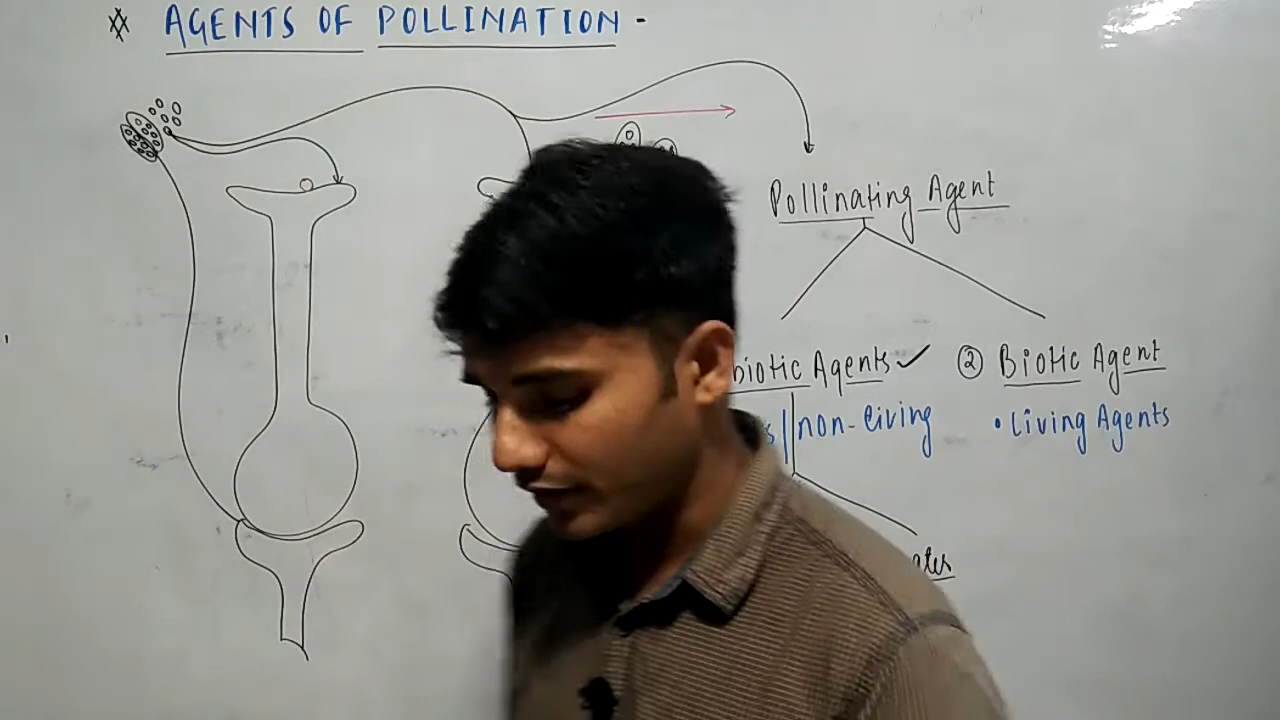 AGENTS OF POLLINATION -
Pollinating Agent
biotic Agents ✓
② Biotic Agent
s/non-living
• Living Agents